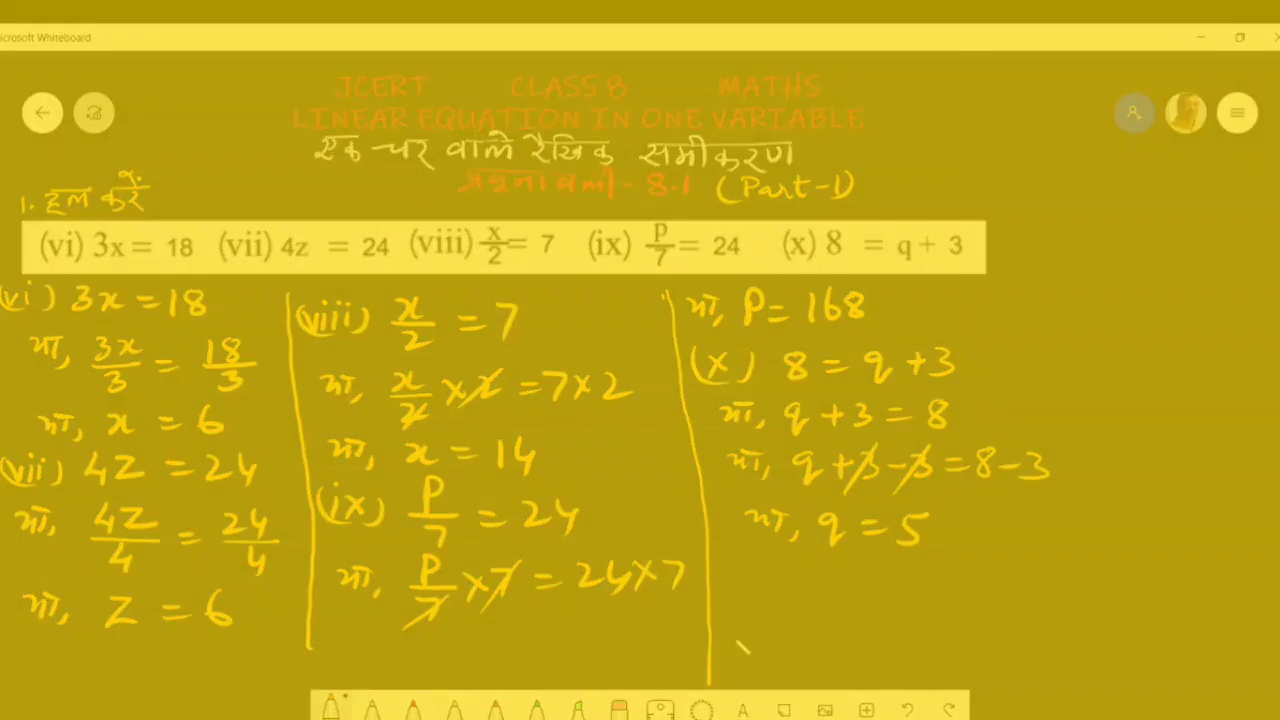 icrosoft Whiteboard
JCERT CLASS 8 MATHS
LINEAR EQUATION IN ONE VARIABLE
एक चर वाले रैखिक समीकरण
प्रश्नावली - 8.1 (Part-1)
1. हल करें
(vi) 3x = 18 (vii) 4z = 24 (viii) x/2 = 7 (ix) p/7 = 24 (x) 8 = q + 3
(vi) 3x = 18
या, 3x/3 = 18/3
या, x = 6
(vii) 4z = 24
या, 4z/4 = 24/4
या, z = 6
(viii) x/2 = 7
या, x/2 × 2 = 7 × 2
या, x = 14
(ix) P/7 = 24
या, P/7 × 7 = 24 × 7
या, P = 168
(x) 8 = q + 3
या, q + 3 = 8
या, q + 3 - 3 = 8 - 3
या, q = 5